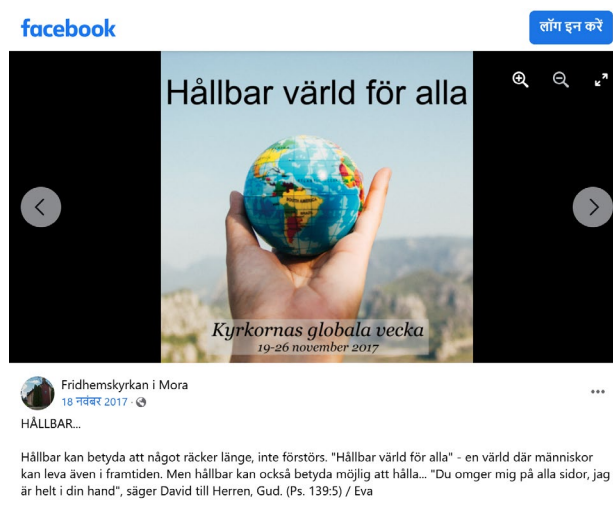 facebook
लॉग इन करें
Hållbar värld för alla
Kyrkornas globala vecka
19-26 november 2017
Fridhemskyrkan i Mora
18 नवंबर 2017 ·
HÅLLBAR...
Hållbar kan betyda att något räcker länge, inte förstörs. "Hållbar värld för alla" - en värld där människor
kan leva även i framtiden. Men hållbar kan också betyda möjlig att hålla... "Du omger mig på alla sidor, jag
är helt i din hand", säger David till Herren, Gud. (Ps. 139:5) / Eva